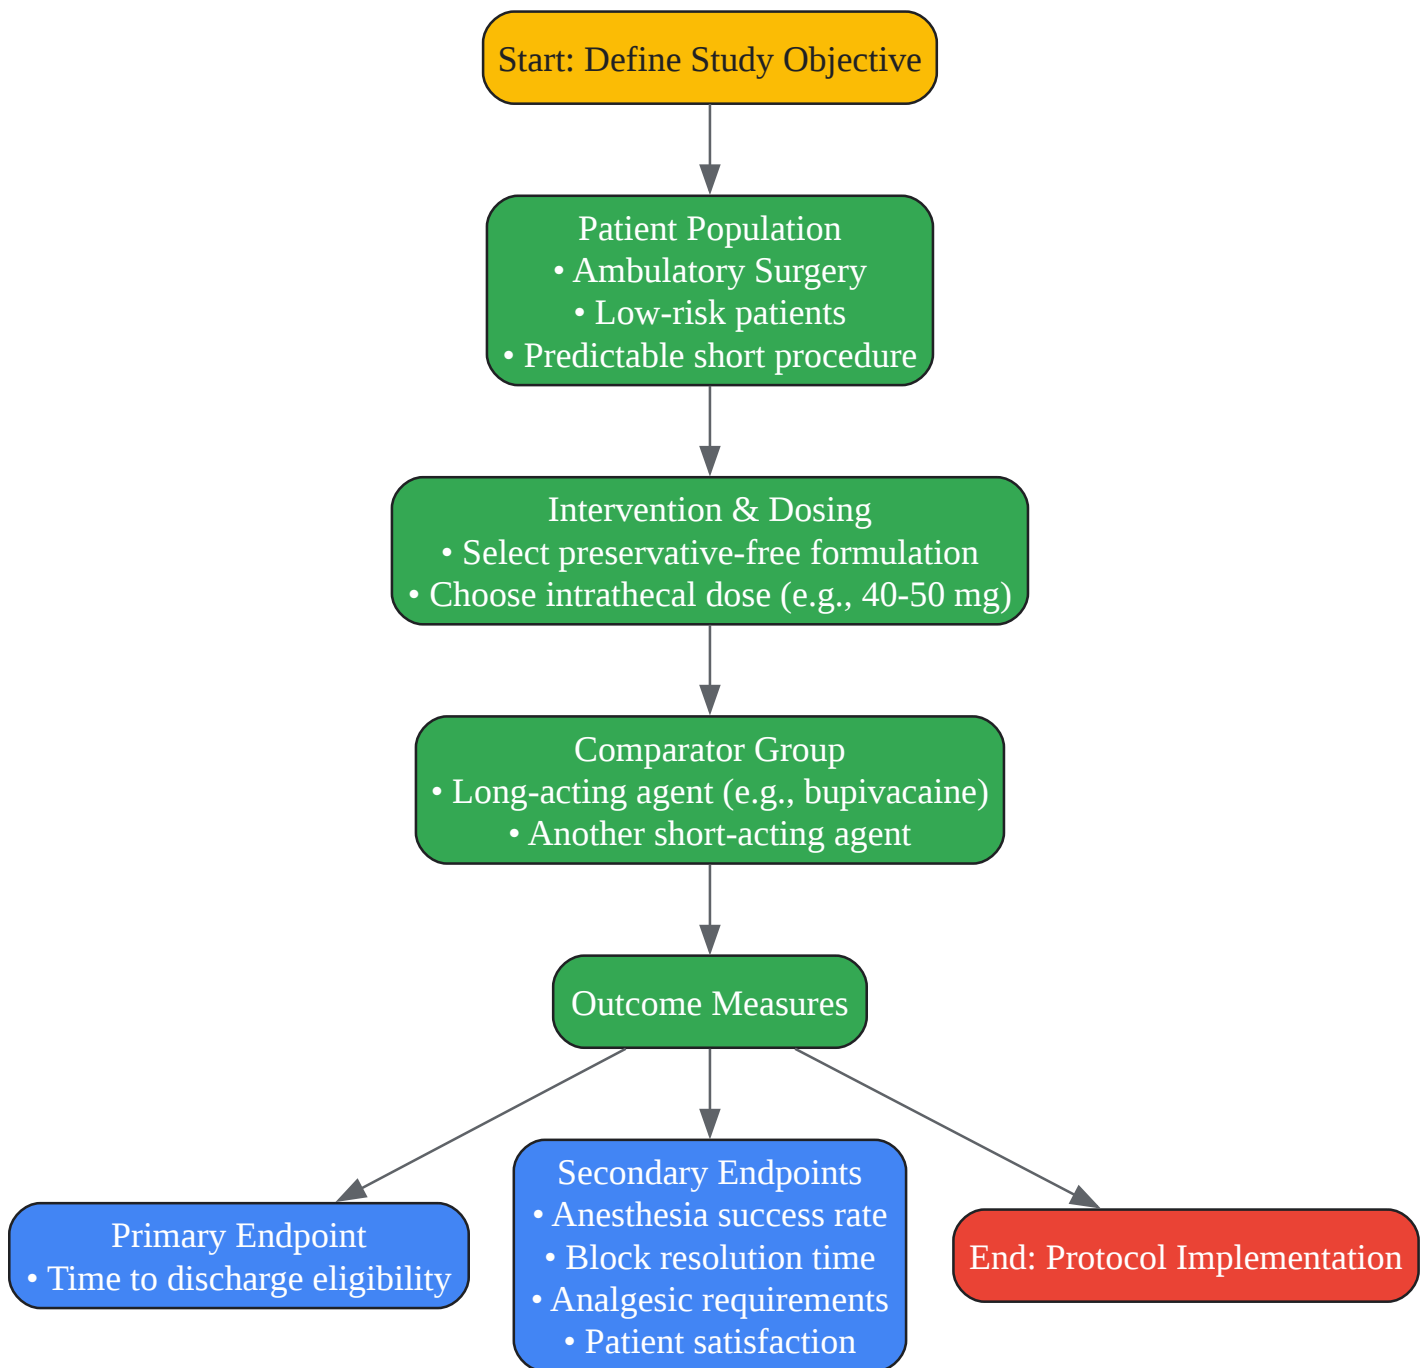 Start: Define Study Objective
Patient Population
• Ambulatory Surgery
• Low-risk patients
• Predictable short procedure
Intervention & Dosing
• Select preservative-free formulation
• Choose intrathecal dose (e.g., 40-50 mg)
Comparator Group
• Long-acting agent (e.g., bupivacaine)
• Another short-acting agent
Outcome Measures
Primary Endpoint
• Time to discharge eligibility
Secondary Endpoints
• Anesthesia success rate
• Block resolution time
• Analgesic requirements
• Patient satisfaction
End: Protocol Implementation